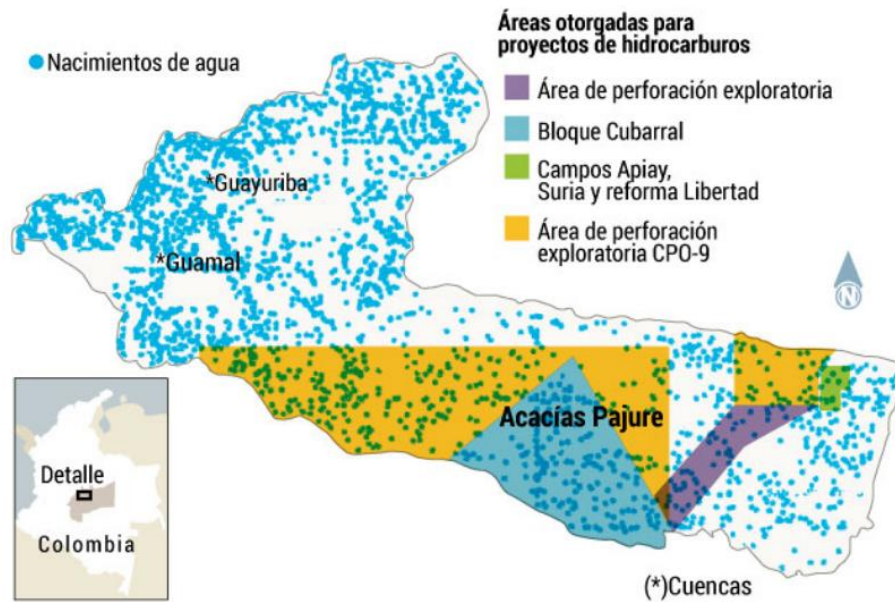 Nacimientos de agua
Áreas otorgadas para
proyectos de hidrocarburos
Área de perforación exploratoria
Bloque Cubarral
Campos Apiay,
Suria y reforma Libertad
Área de perforación
exploratoria CPO-9
*Guayuriba
*Guamal
N
Acacías Pajure
Detalle
Colombia
(*)Cuencas